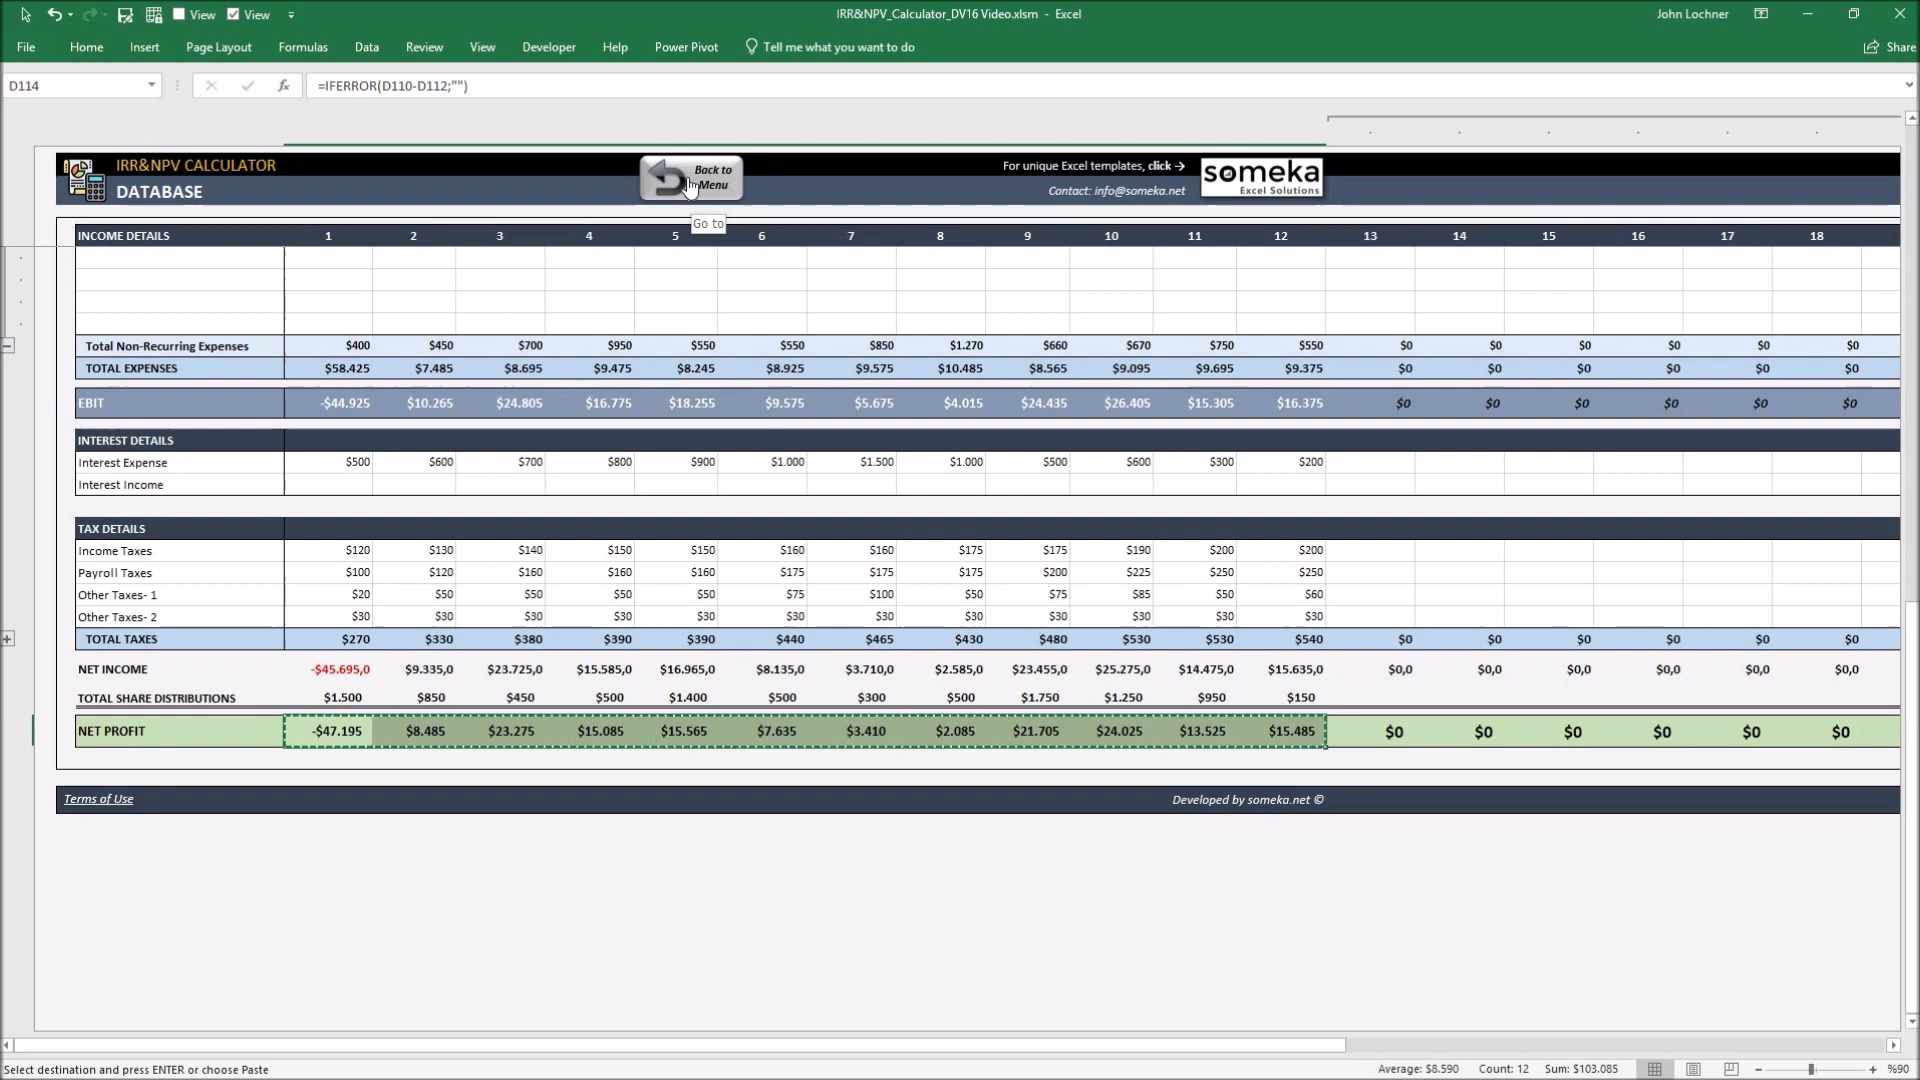 View View IRR&NPV_Calculator_DV16 Video.xlsm - Excel John Lochner
File Home Insert Page Layout Formulas Data Review View Developer Help Power Pivot Tell me what you want to do Share
D114 fx =IFERROR(D110-D112;"")
IRR&NPV CALCULATOR
DATABASE
Back to
Menu
Go to
For unique Excel templates, click →
Contact: info@someka.net
someka
Excel Solutions
INCOME DETAILS 1 2 3 4 5 6 7 8 9 10 11 12 13 14 15 16 17 18
Total Non-Recurring Expenses $400 $450 $700 $950 $550 $550 $850 $1.270 $660 $670 $750 $550 $0 $0 $0 $0 $0 $0
TOTAL EXPENSES $58.425 $7.485 $8.695 $9.475 $8.245 $8.925 $9.575 $10.485 $8.565 $9.095 $9.695 $9.375 $0 $0 $0 $0 $0 $0
EBIT -$44.925 $10.265 $24.805 $16.775 $18.255 $9.575 $5.675 $4.015 $24.435 $26.405 $15.305 $16.375 $0 $0 $0 $0 $0 $0
INTEREST DETAILS
Interest Expense $500 $600 $700 $800 $900 $1.000 $1.500 $1.000 $500 $600 $300 $200
Interest Income
TAX DETAILS
Income Taxes $120 $130 $140 $150 $150 $160 $160 $175 $175 $190 $200 $200
Payroll Taxes $100 $120 $160 $160 $160 $175 $175 $175 $200 $225 $250 $250
Other Taxes- 1 $20 $50 $50 $50 $50 $75 $100 $50 $75 $85 $50 $60
Other Taxes- 2 $30 $30 $30 $30 $30 $30 $30 $30 $30 $30 $30 $30
TOTAL TAXES $270 $330 $380 $390 $390 $440 $465 $430 $480 $530 $530 $540 $0 $0 $0 $0 $0 $0
NET INCOME -$45.695,0 $9.335,0 $23.725,0 $15.585,0 $16.965,0 $8.135,0 $3.710,0 $2.585,0 $23.455,0 $25.275,0 $14.475,0 $15.635,0 $0,0 $0,0 $0,0 $0,0 $0,0 $0,0
TOTAL SHARE DISTRIBUTIONS $1.500 $850 $450 $500 $1.400 $500 $300 $500 $1.750 $1.250 $950 $150
NET PROFIT -$47.195 $8.485 $23.275 $15.085 $15.565 $7.635 $3.410 $2.085 $21.705 $24.025 $13.525 $15.485 $0 $0 $0 $0 $0 $0
Terms of Use Developed by someka.net ©
Select destination and press ENTER or choose Paste Average: $8.590 Count: 12 Sum: $103.085 %90